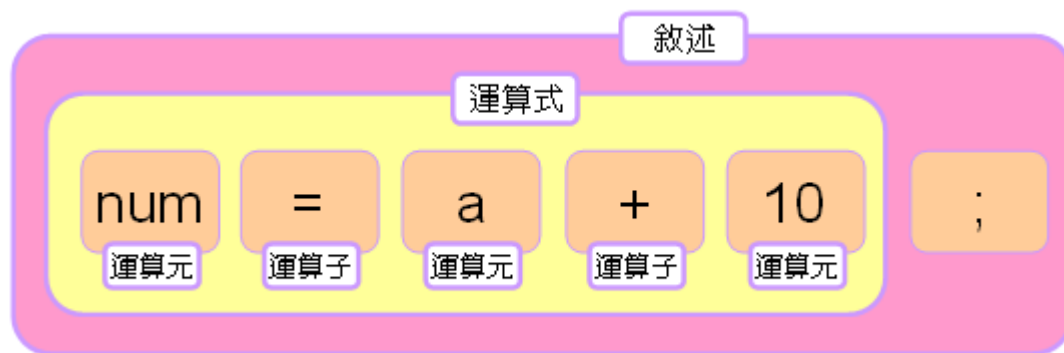 敘述
運算式
num = a + 10 ;
運算元 運算子 運算元 運算子 運算元